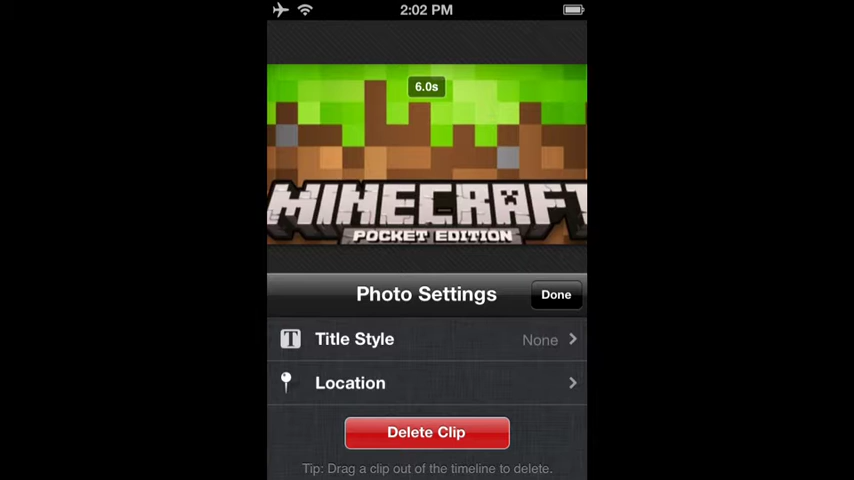 2:02 PM
6.0s
MINECRAFT
POCKET EDITION
Photo Settings
Done
Title Style
None
Location
Delete Clip
Tip: Drag a clip out of the timeline to delete.